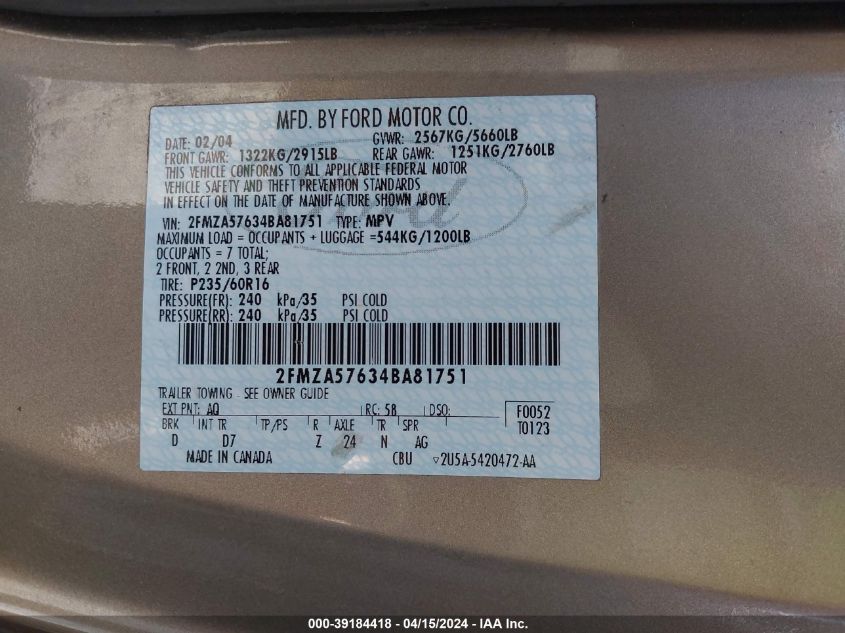 MFD. BY FORD MOTOR CO.
DATE: 02/04 GVWR: 2567KG/5660LB
FRONT GAWR: 1322KG/2915LB REAR GAWR: 1251KG/2760LB
THIS VEHICLE CONFORMS TO ALL APPLICABLE FEDERAL MOTOR
VEHICLE SAFETY AND THEFT PREVENTION STANDARDS
IN EFFECT ON THE DATE OF MANUFACTURE SHOWN ABOVE.
VIN: 2FMZA57634BA81751 TYPE: MPV
MAXIMUM LOAD = OCCUPANTS + LUGGAGE =544KG/1200LB
OCCUPANTS = 7 TOTAL;
2 FRONT, 2 2ND, 3 REAR
TIRE: P235/60R16
PRESSURE(FR): 240 kPa/35 PSI COLD
PRESSURE(RR): 240 kPa/35 PSI COLD
2FMZA57634BA81751
TRAILER TOWING - SEE OWNER GUIDE
EXT PNT: AQ RC: 5B DSO: F0052
BRK INT TR TP/PS R AXLE TR SPR T0123
D D7 Z 24 N AG
MADE IN CANADA CBU ▽2U5A-5420472-AA
000-39184418 - 04/15/2024 - IAA Inc.